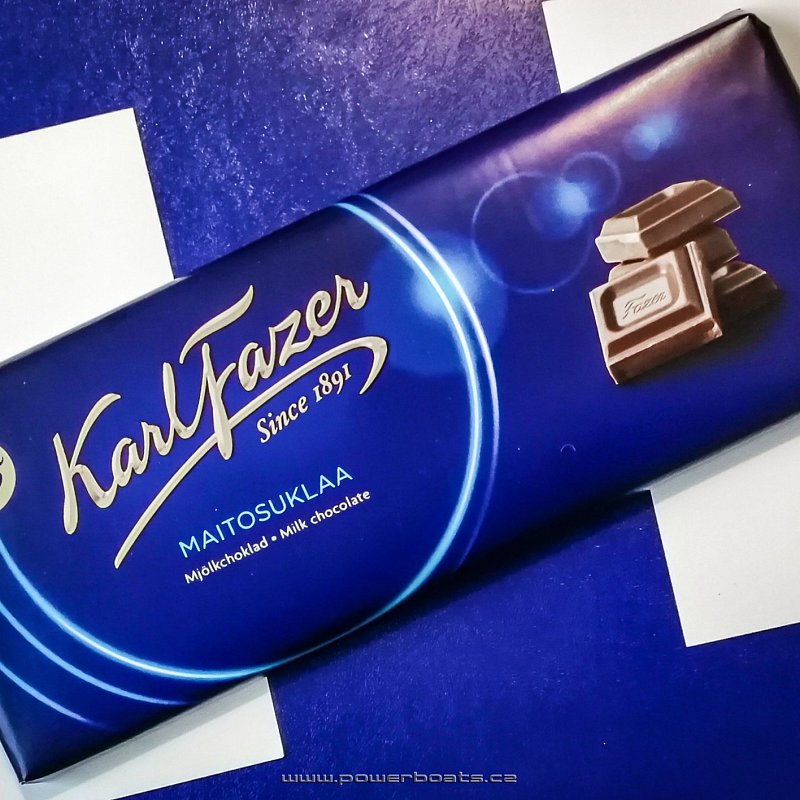 Karl Fazer
Since 1891
MAITOSUKLAA
Mjölkchoklad • Milk chocolate
Fazer
www.powerboats.cz